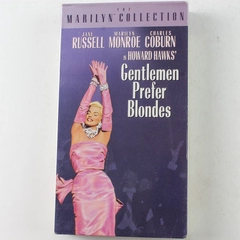 THE
MARILYN COLLECTION
JANE MARILYN CHARLES
RUSSELL MONROE COBURN
in HOWARD HAWKS'
Gentlemen
Prefer
Blondes